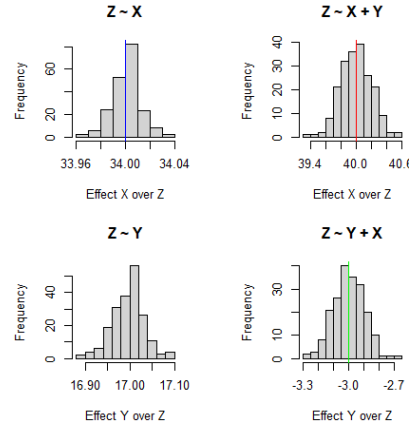 Z ~ X
Frequency
0 20 60
33.96 34.00 34.04
Effect X over Z
Z ~ X + Y
Frequency
0 10 20 30 40
39.4 40.0 40.6
Effect X over Z
Z ~ Y
Frequency
0 20 40
16.90 17.00 17.10
Effect Y over Z
Z ~ Y + X
Frequency
0 10 30
-3.3 -3.0 -2.7
Effect Y over Z